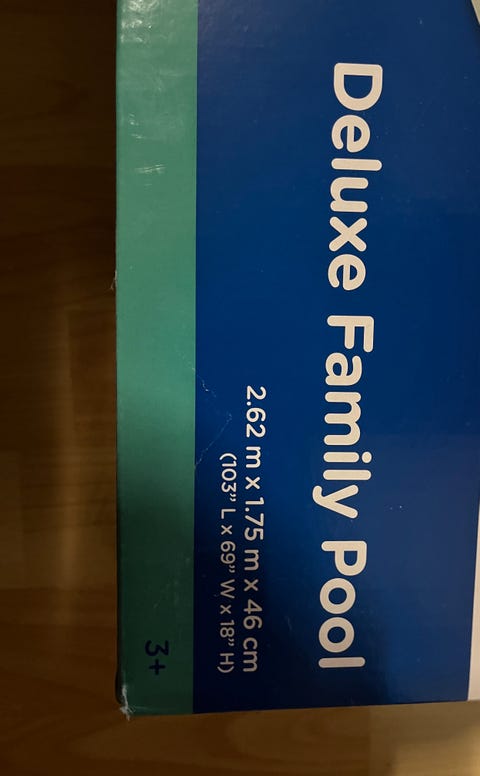 Deluxe Family Pool
2.62 m x 1.75 m x 46 cm
(103" L x 69" W x 18" H)
3+